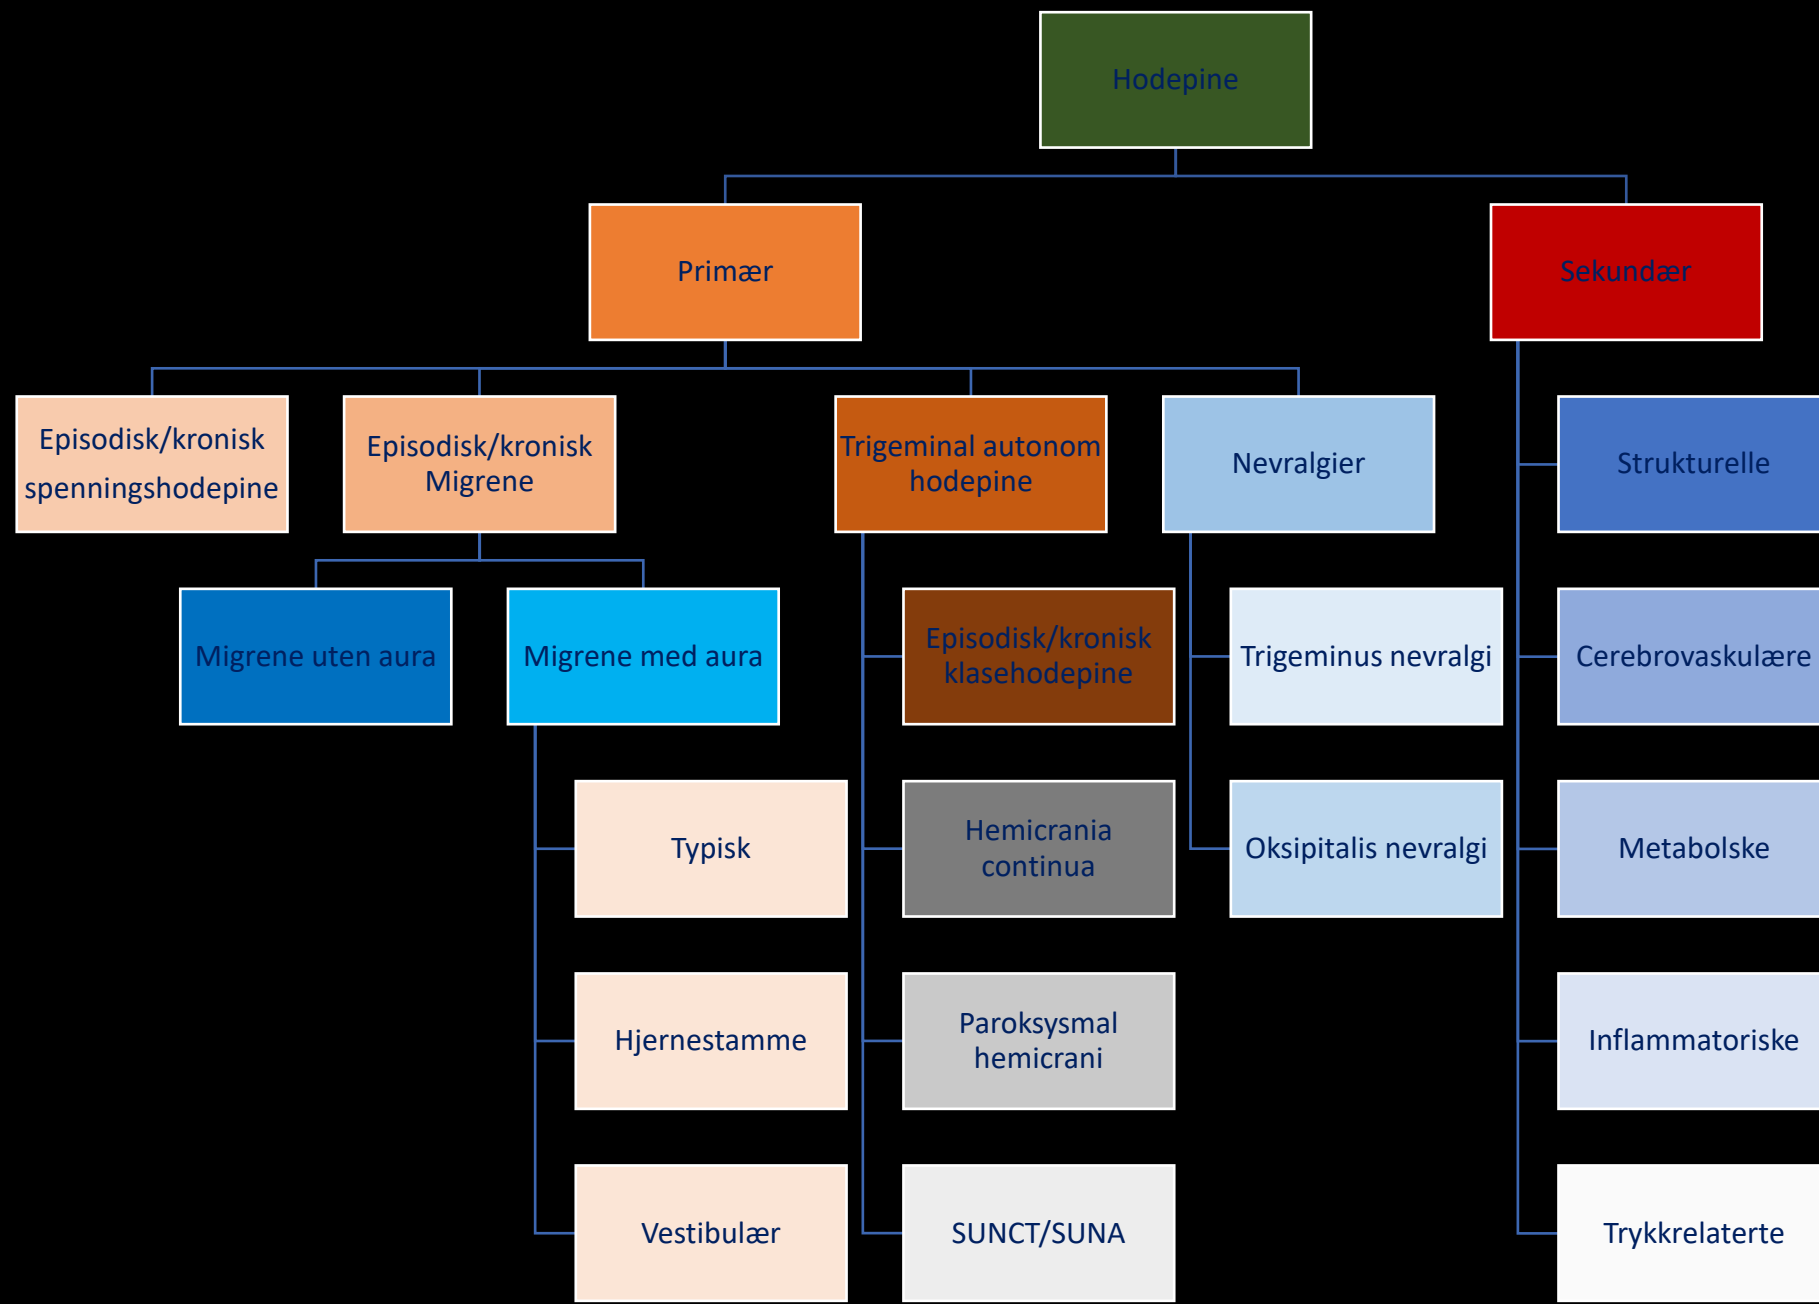 Hodepine
Primær
Sekundær
Episodisk/kronisk
spenningshodepine
Episodisk/kronisk
Migrene
Trigeminal autonom
hodepine
Nevralgier
Strukturelle
Migrene uten aura
Migrene med aura
Episodisk/kronisk
klasehodepine
Trigeminus nevralgi
Cerebrovaskulære
Typisk
Hemicrania
continua
Oksipitalis nevralgi
Metabolske
Hjernestamme
Paroksysmal
hemicrani
Inflammatoriske
Vestibulær
SUNCT/SUNA
Trykkrelaterte